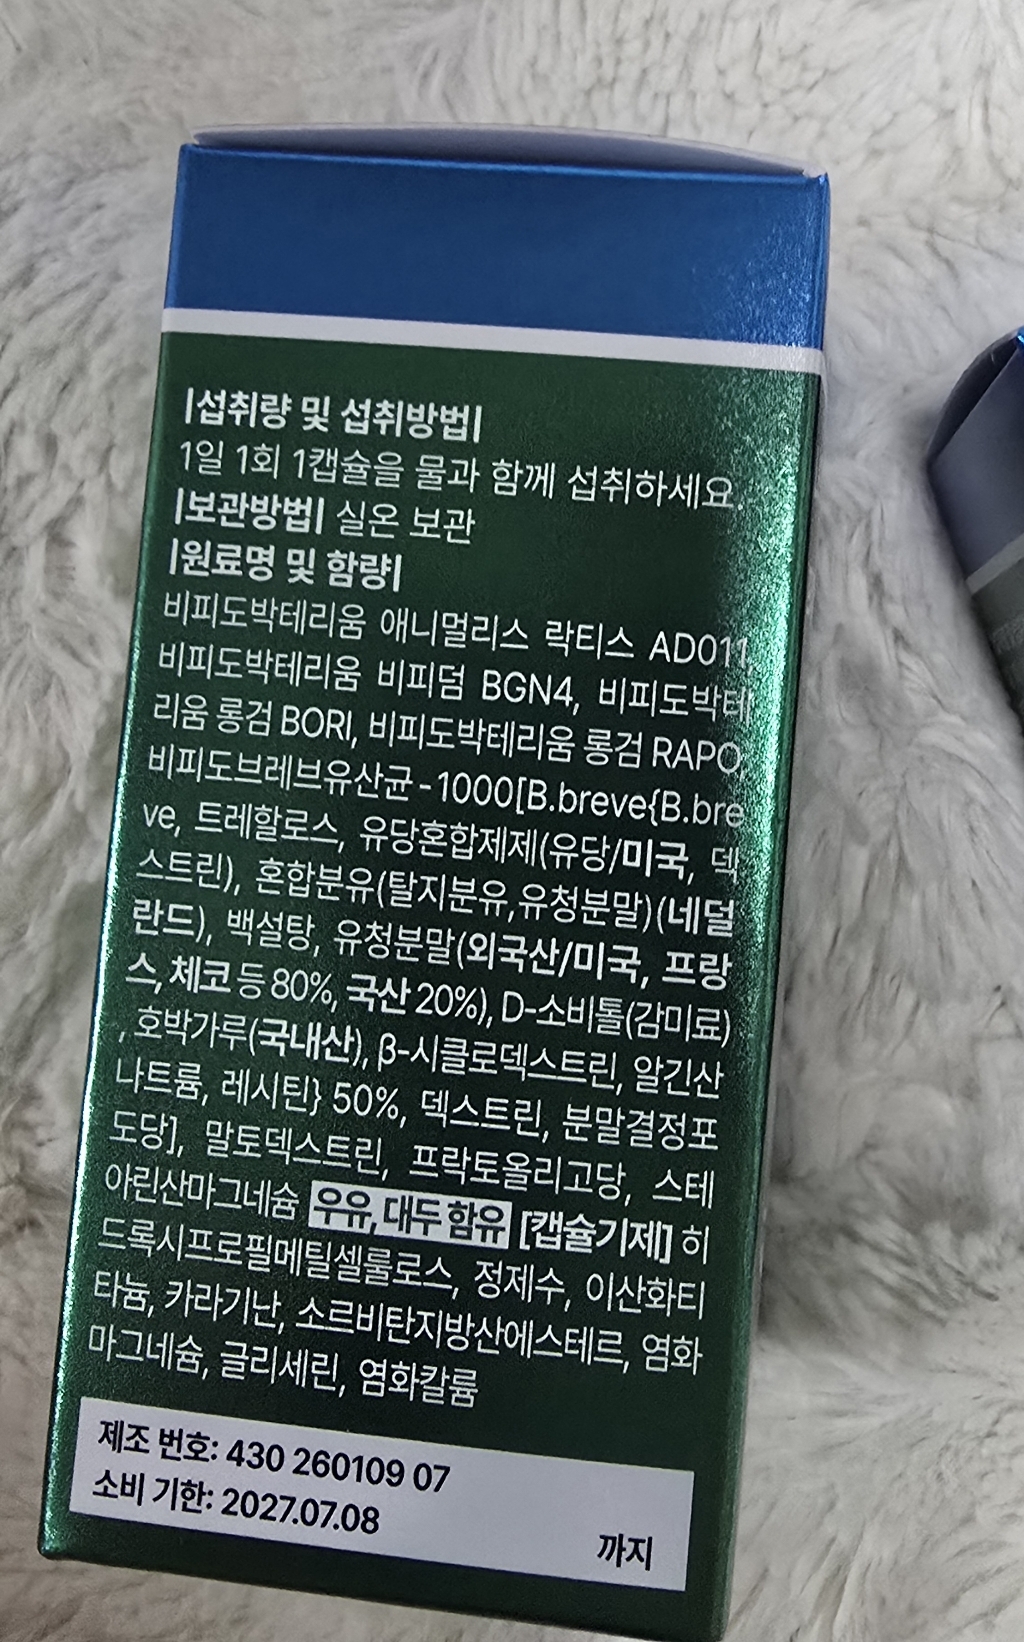 |섭취량 및 섭취방법|
1일 1회 1캡슐을 물과 함께 섭취하세요.
|보관방법| 실온 보관
|원료명 및 함량|
비피도박테리움 애니멀리스 락티스 AD011,
비피도박테리움 비피덤 BGN4, 비피도박테
리움 롱검 BORI, 비피도박테리움 롱검 RAPO,
비피도브레브유산균-1000[B.breve{B.bre
ve, 트레할로스, 유당혼합제제(유당/미국, 덱
스트린), 혼합분유(탈지분유,유청분말)(네덜
란드), 백설탕, 유청분말(외국산/미국, 프랑
스, 체코 등 80%, 국산 20%), D-소비톨(감미료)
, 호박가루(국내산), β-시클로덱스트린, 알긴산
나트륨, 레시틴} 50%, 덱스트린, 분말결정포
도당], 말토덱스트린, 프락토올리고당, 스테
아린산마그네슘 우유, 대두 함유 [캡슐기제] 히
드록시프로필메틸셀룰로스, 정제수, 이산화티
타늄, 카라기난, 소르비탄지방산에스테르, 염화
마그네슘, 글리세린, 염화칼륨
제조 번호: 430 260109 07
소비 기한: 2027.07.08
까지